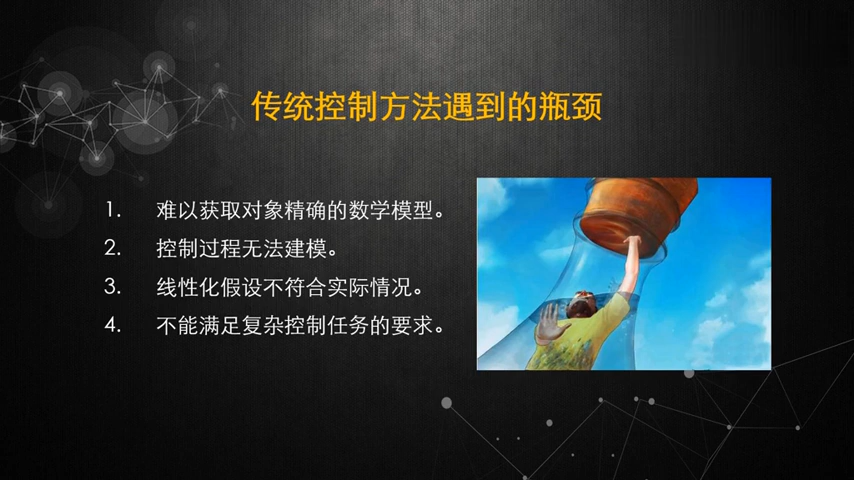 传统控制方法遇到的瓶颈
1. 难以获取对象精确的数学模型。
2. 控制过程无法建模。
3. 线性化假设不符合实际情况。
4. 不能满足复杂控制任务的要求。